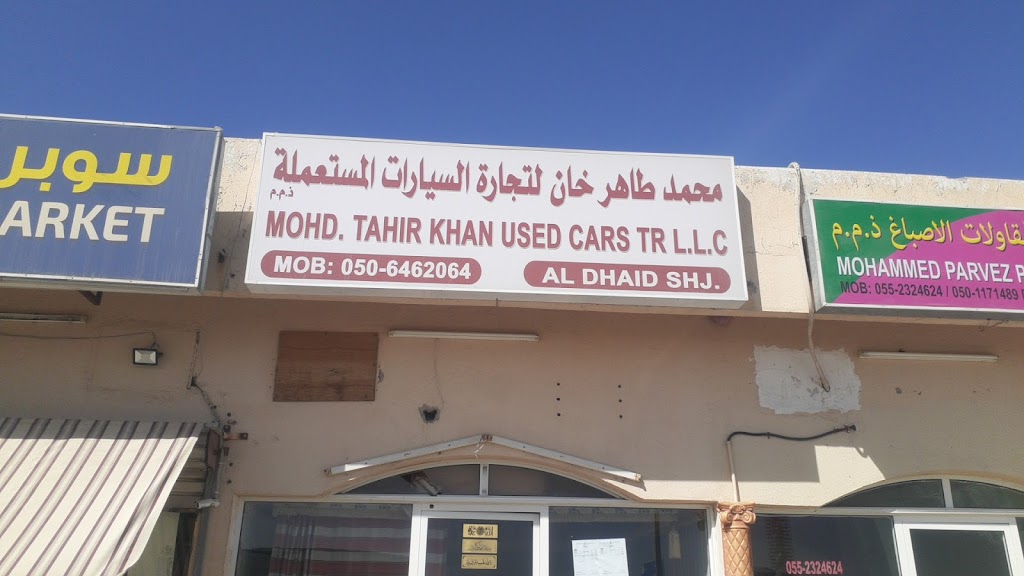 سوبر
ARKET
محمد طاهر خان لتجارة السيارات المستعملة
ذ.م.م
MOHD. TAHIR KHAN USED CARS TR L.L.C
MOB: 050-6462064
AL DHAID SHJ.
قاولات الاصباغ ذ.م.م
MOHAMMED PARVEZ P
MOB: 055-2324624 / 050-1171489
055-2324624